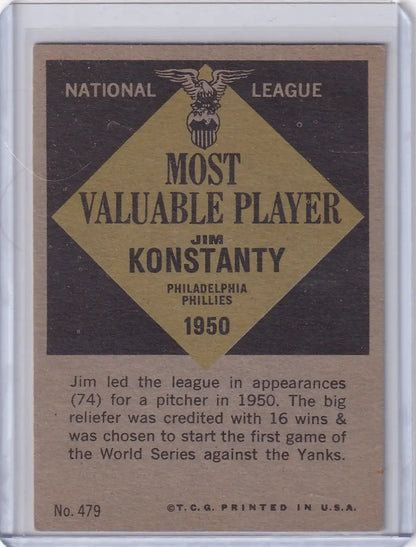 NATIONAL LEAGUE
MOST
VALUABLE PLAYER
JIM
KONSTANTY
PHILADELPHIA
PHILLIES
1950
Jim led the league in appearances
(74) for a pitcher in 1950. The big
reliefer was credited with 16 wins &
was chosen to start the first game of
the World Series against the Yanks.
No. 479 ©T.C.G. PRINTED IN U.S.A.